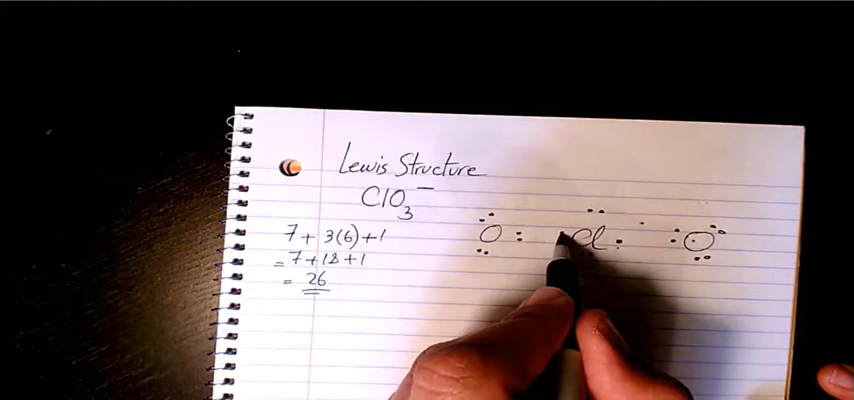 Lewis Structure
ClO₃⁻
7 + 3(6) + 1
= 7 + 18 + 1
= 26
O Cl O